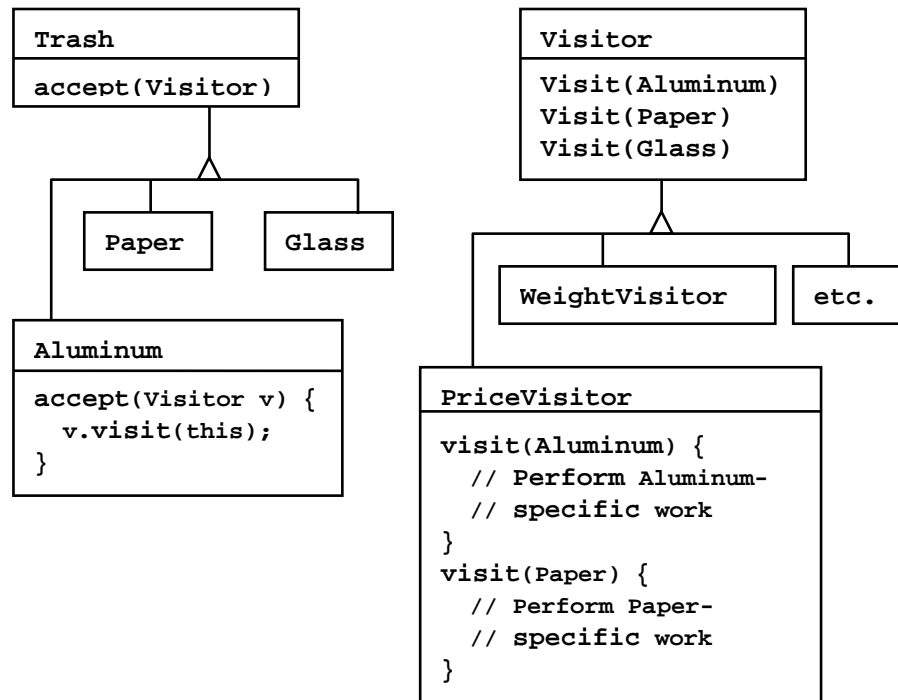 Trash
accept(Visitor)
Paper
Glass
Aluminum
accept(Visitor v) {
v.visit(this);
}
Visitor
Visit(Aluminum)
Visit(Paper)
Visit(Glass)
WeightVisitor
etc.
PriceVisitor
visit(Aluminum) {
// Perform Aluminum-
// specific work
}
visit(Paper) {
// Perform Paper-
// specific work
}